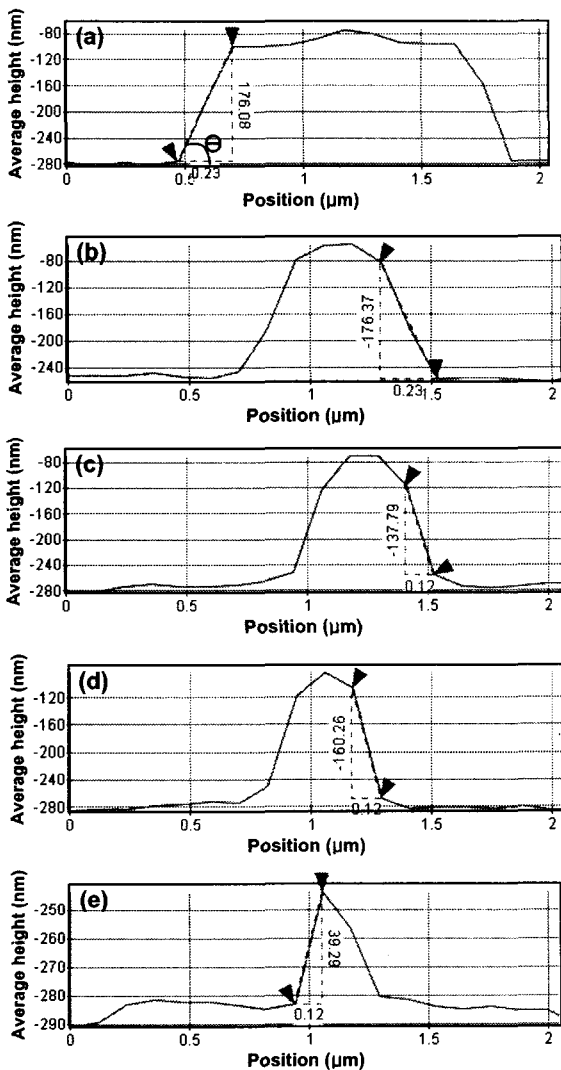 (a)
Average height (nm)
-80
-120
-160
-200
-240
-280
176.08
Θ
0.23
0 0.5 1 1.5 2
Position (µm)
(b)
Average height (nm)
-80
-120
-160
-200
-240
-176.37
0.23
0 0.5 1 1.5 2
Position (µm)
(c)
Average height (nm)
-80
-120
-160
-200
-240
-280
-137.79
0.12
0 0.5 1 1.5 2
Position (µm)
(d)
Average height (nm)
-120
-160
-200
-240
-280
-160.26
0.12
0 0.5 1 1.5 2
Position (µm)
(e)
Average height (nm)
-250
-260
-270
-280
-290
39.29
0.12
0 0.5 1 1.5 2
Position (µm)